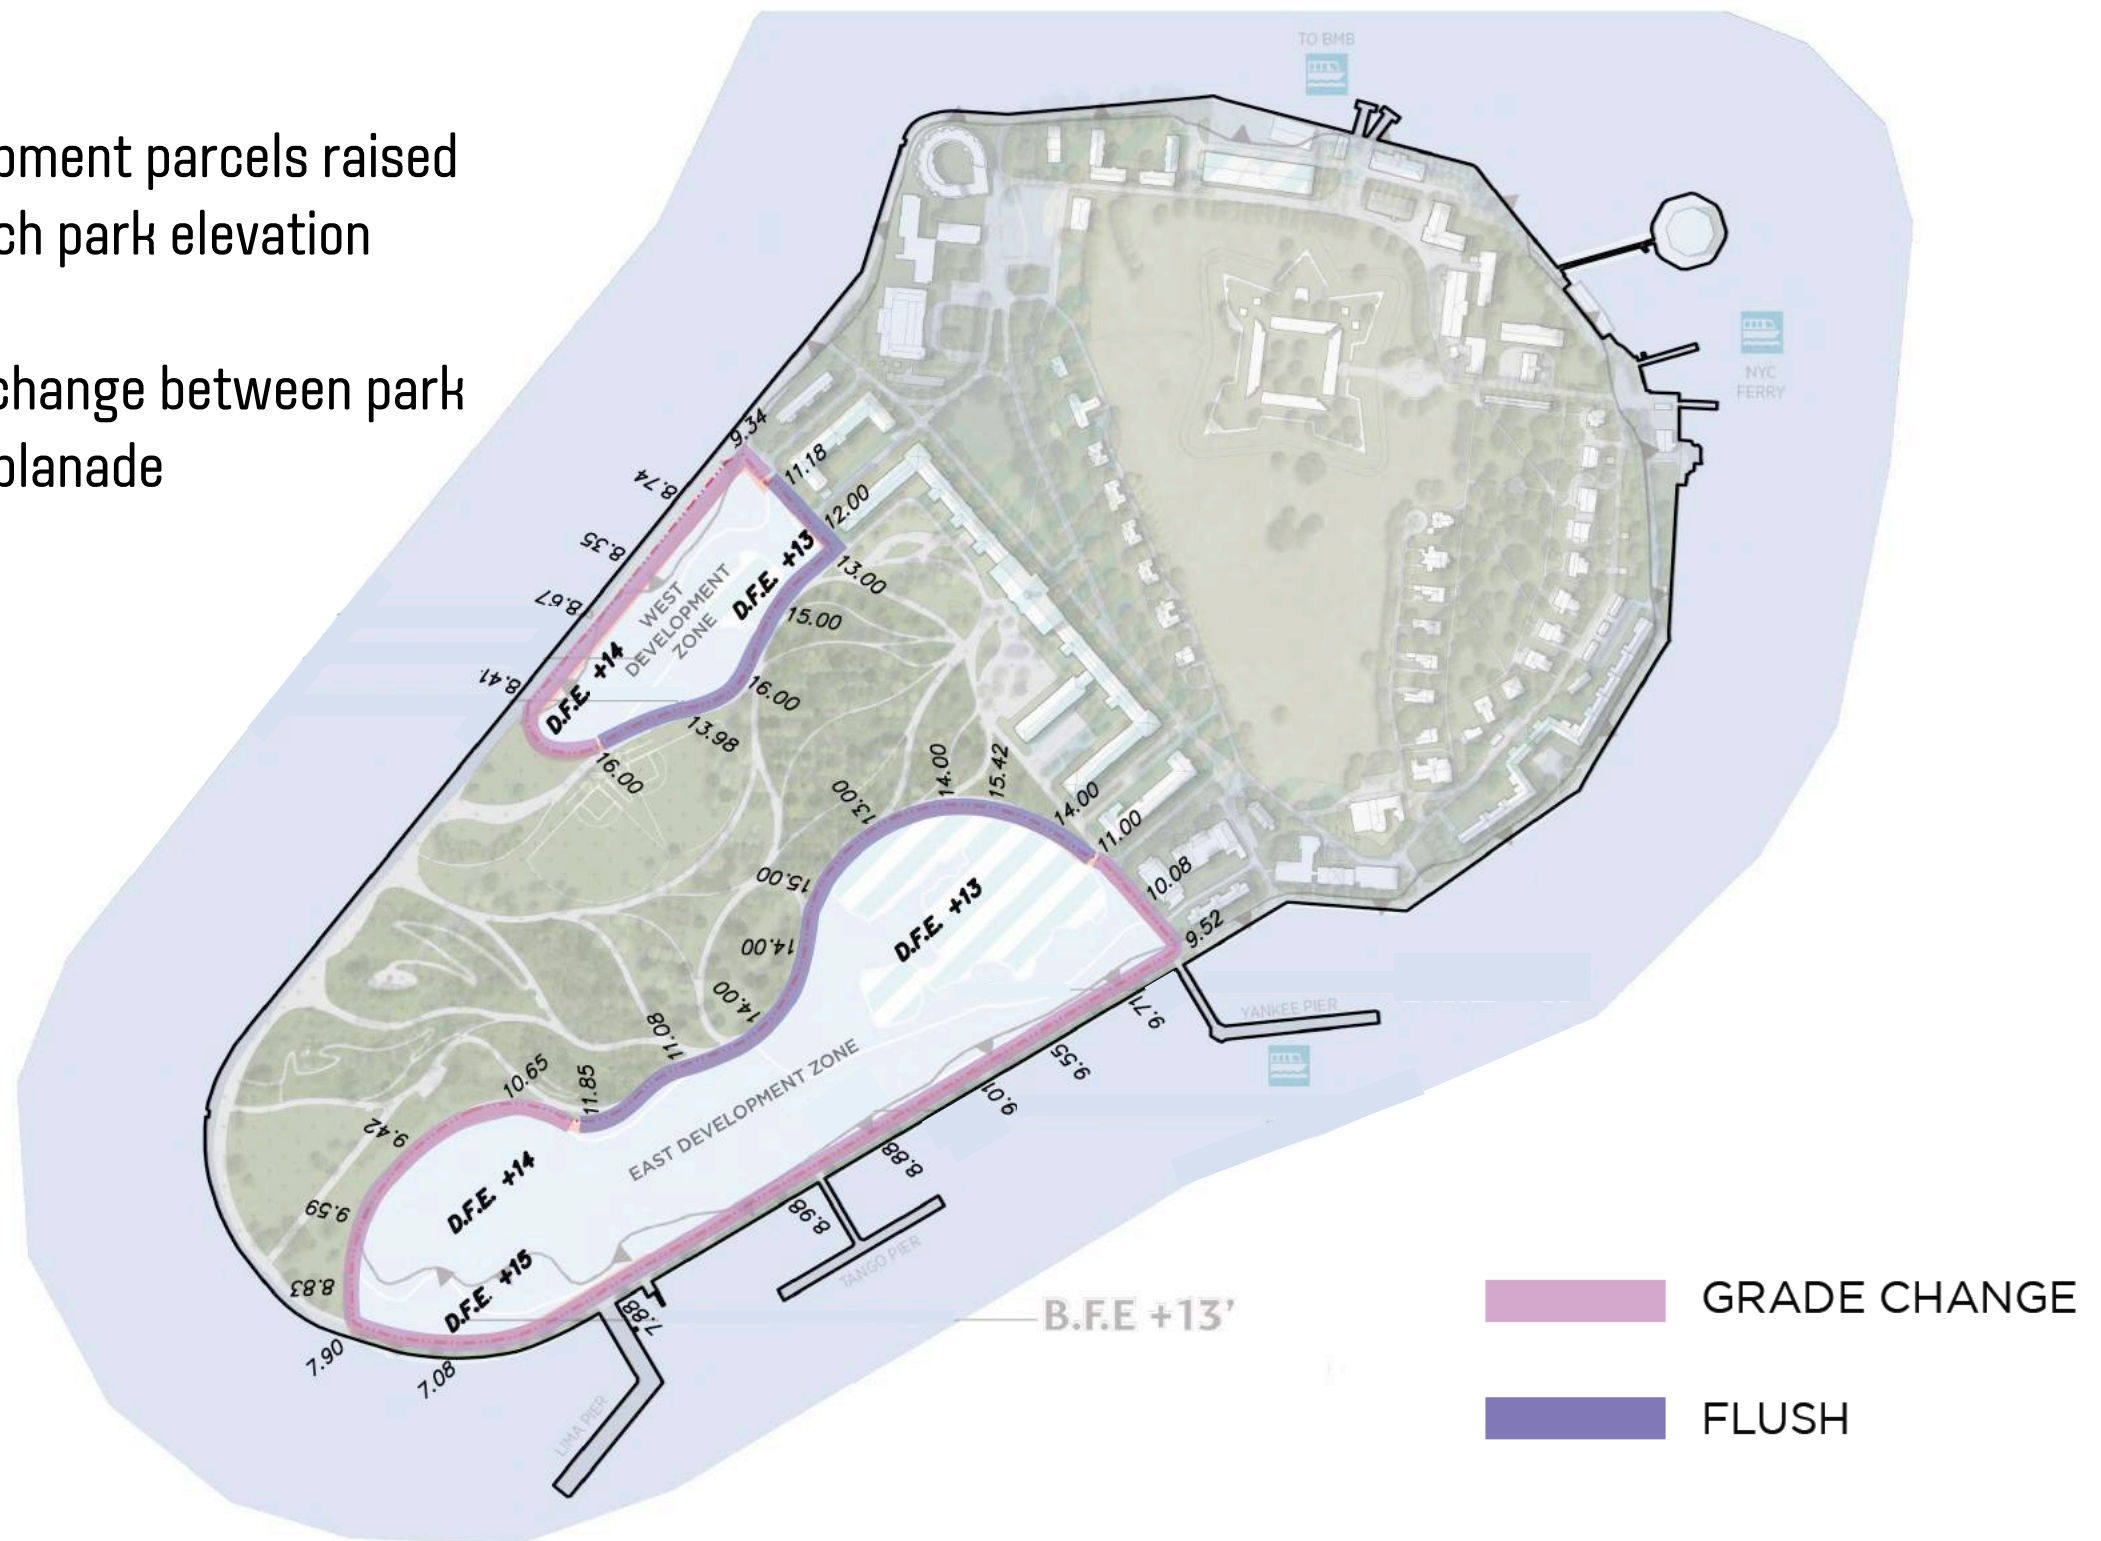 TO BMB
pment parcels raised
ch park elevation
NYC
FERRY
change between park
planade
9.34
11.18
8.74
12.00
8.35
D.F.E. +13
13.00
8.67
WEST
DEVELOPMENT
ZONE
15.00
D.F.E. +14
8.41
16.00
13.98
16.00
14.00
15.42
13.00
14.00
11.00
15.00
10.08
D.F.E. +13
9.52
14.00
14.00
9.71
YANKEE PIER
11.08
9.55
10.65
11.85
9.01
EAST DEVELOPMENT ZONE
9.42
8.88
D.F.E. +14
9.59
8.98
TANGO PIER
8.83
D.F.E. +15
7.88
B.F.E +13'
GRADE CHANGE
7.90
7.08
FLUSH
LIMA PIER